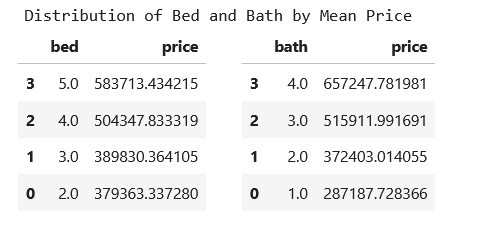 Distribution of Bed and Bath by Mean Price
bed price bath price
3 5.0 583713.434215 3 4.0 657247.781981
2 4.0 504347.833319 2 3.0 515911.991691
1 3.0 389830.364105 1 2.0 372403.014055
0 2.0 379363.337280 0 1.0 287187.728366